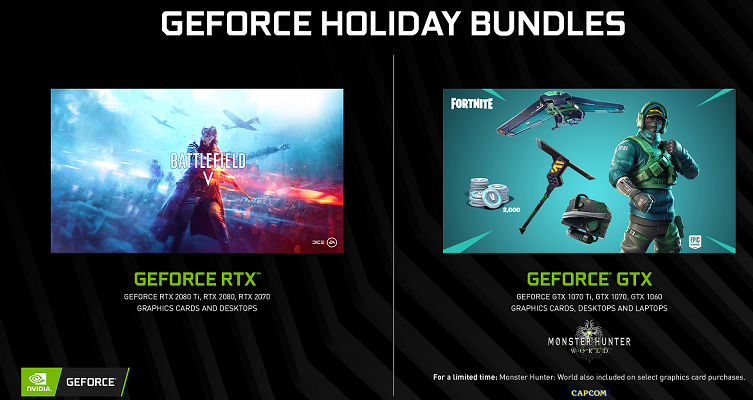 GEFORCE HOLIDAY BUNDLES
BATTLEFIELD
V
DICE EA
GEFORCE RTX™
GEFORCE RTX 2080 Ti, RTX 2080, RTX 2070
GRAPHICS CARDS AND DESKTOPS
FORTNITE
V
2,000
EPIC
GAMES
GEFORCE® GTX
GEFORCE GTX 1070 Ti, GTX 1070, GTX 1060
GRAPHICS CARDS, DESKTOPS AND LAPTOPS
MONSTER HUNTER
WORLD
For a limited time: Monster Hunter: World also included on select graphics card purchases.
CAPCOM
NVIDIA. GEFORCE®